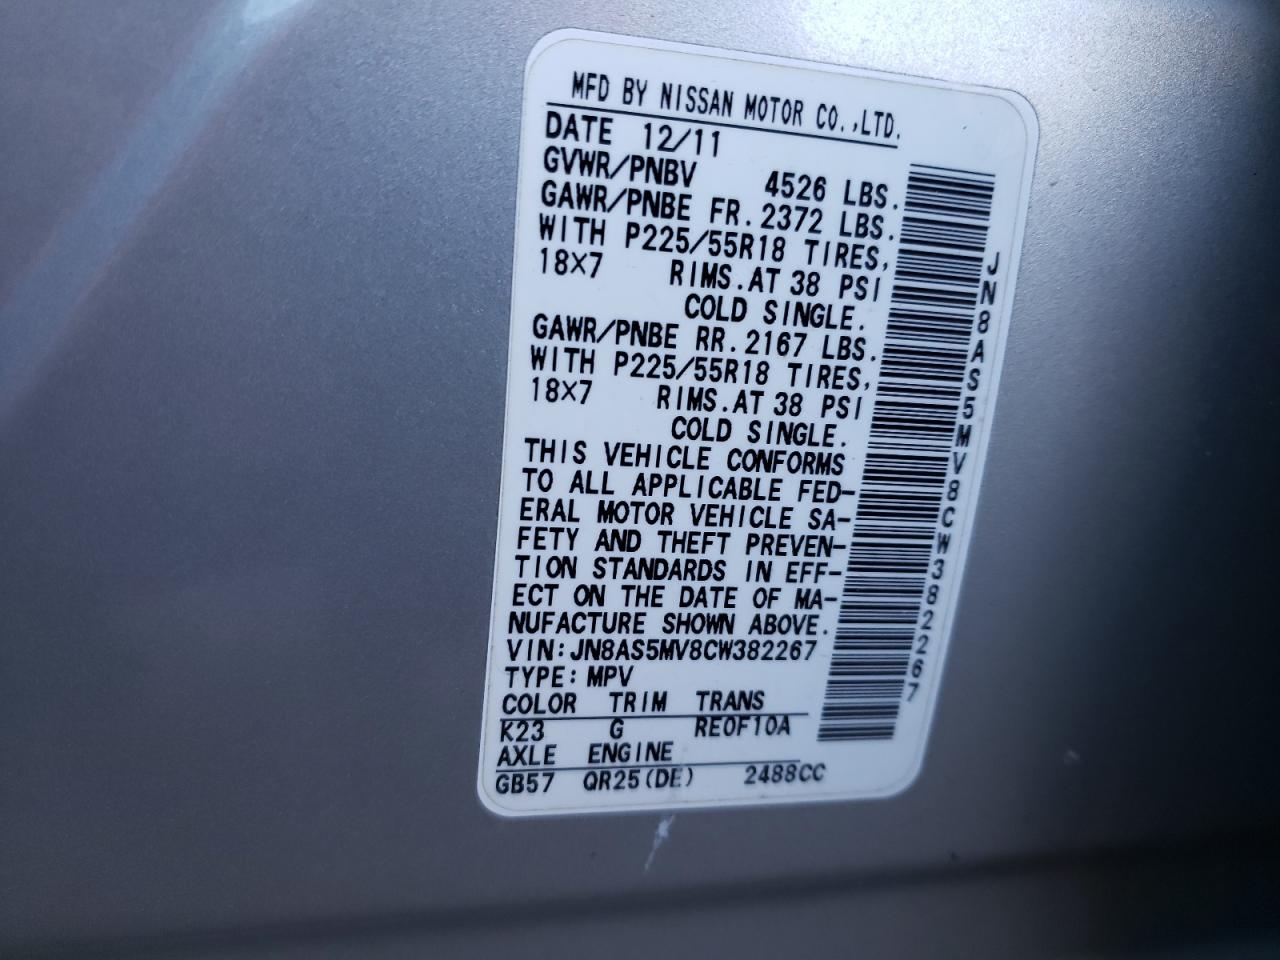 MFD BY NISSAN MOTOR CO.,LTD.
DATE 12/11
GVWR/PNBV 4526 LBS.
GAWR/PNBE FR.2372 LBS.
WITH P225/55R18 TIRES,
18X7 RIMS.AT 38 PSI
COLD SINGLE.
GAWR/PNBE RR.2167 LBS.
WITH P225/55R18 TIRES,
18X7 RIMS.AT 38 PSI
COLD SINGLE.
THIS VEHICLE CONFORMS
TO ALL APPLICABLE FED-
ERAL MOTOR VEHICLE SA-
FETY AND THEFT PREVEN-
TION STANDARDS IN EFF-
ECT ON THE DATE OF MA-
NUFACTURE SHOWN ABOVE.
VIN:JN8AS5MV8CW382267
TYPE:MPV
COLOR TRIM TRANS
K23 G RE0F10A
AXLE ENGINE
GB57 QR25(DE) 2488CC
JN8AS5MV8CW382267